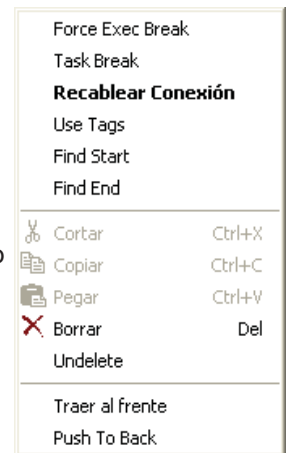 Force Exec Break
Task Break
Recablear Conexión
Use Tags
Find Start
Find End
Cortar Ctrl+X
Copiar Ctrl+C
Pegar Ctrl+V
Borrar Del
Undelete
Traer al frente
Push To Back